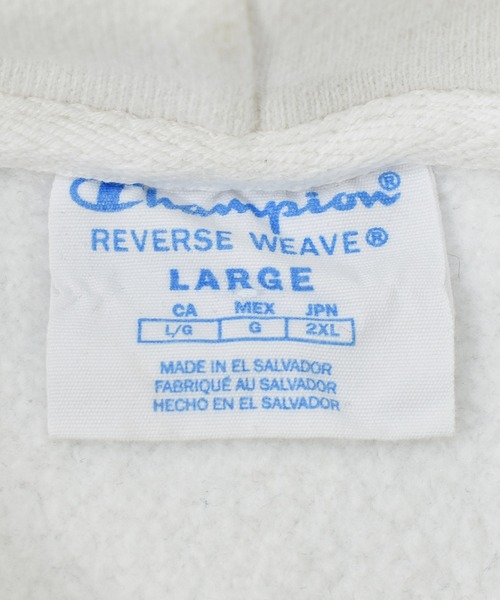 Champion®
REVERSE WEAVE®
LARGE
CA MEX JPN
L/G G 2XL
MADE IN EL SALVADOR
FABRIQUÉ AU SALVADOR
HECHO EN EL SALVADOR